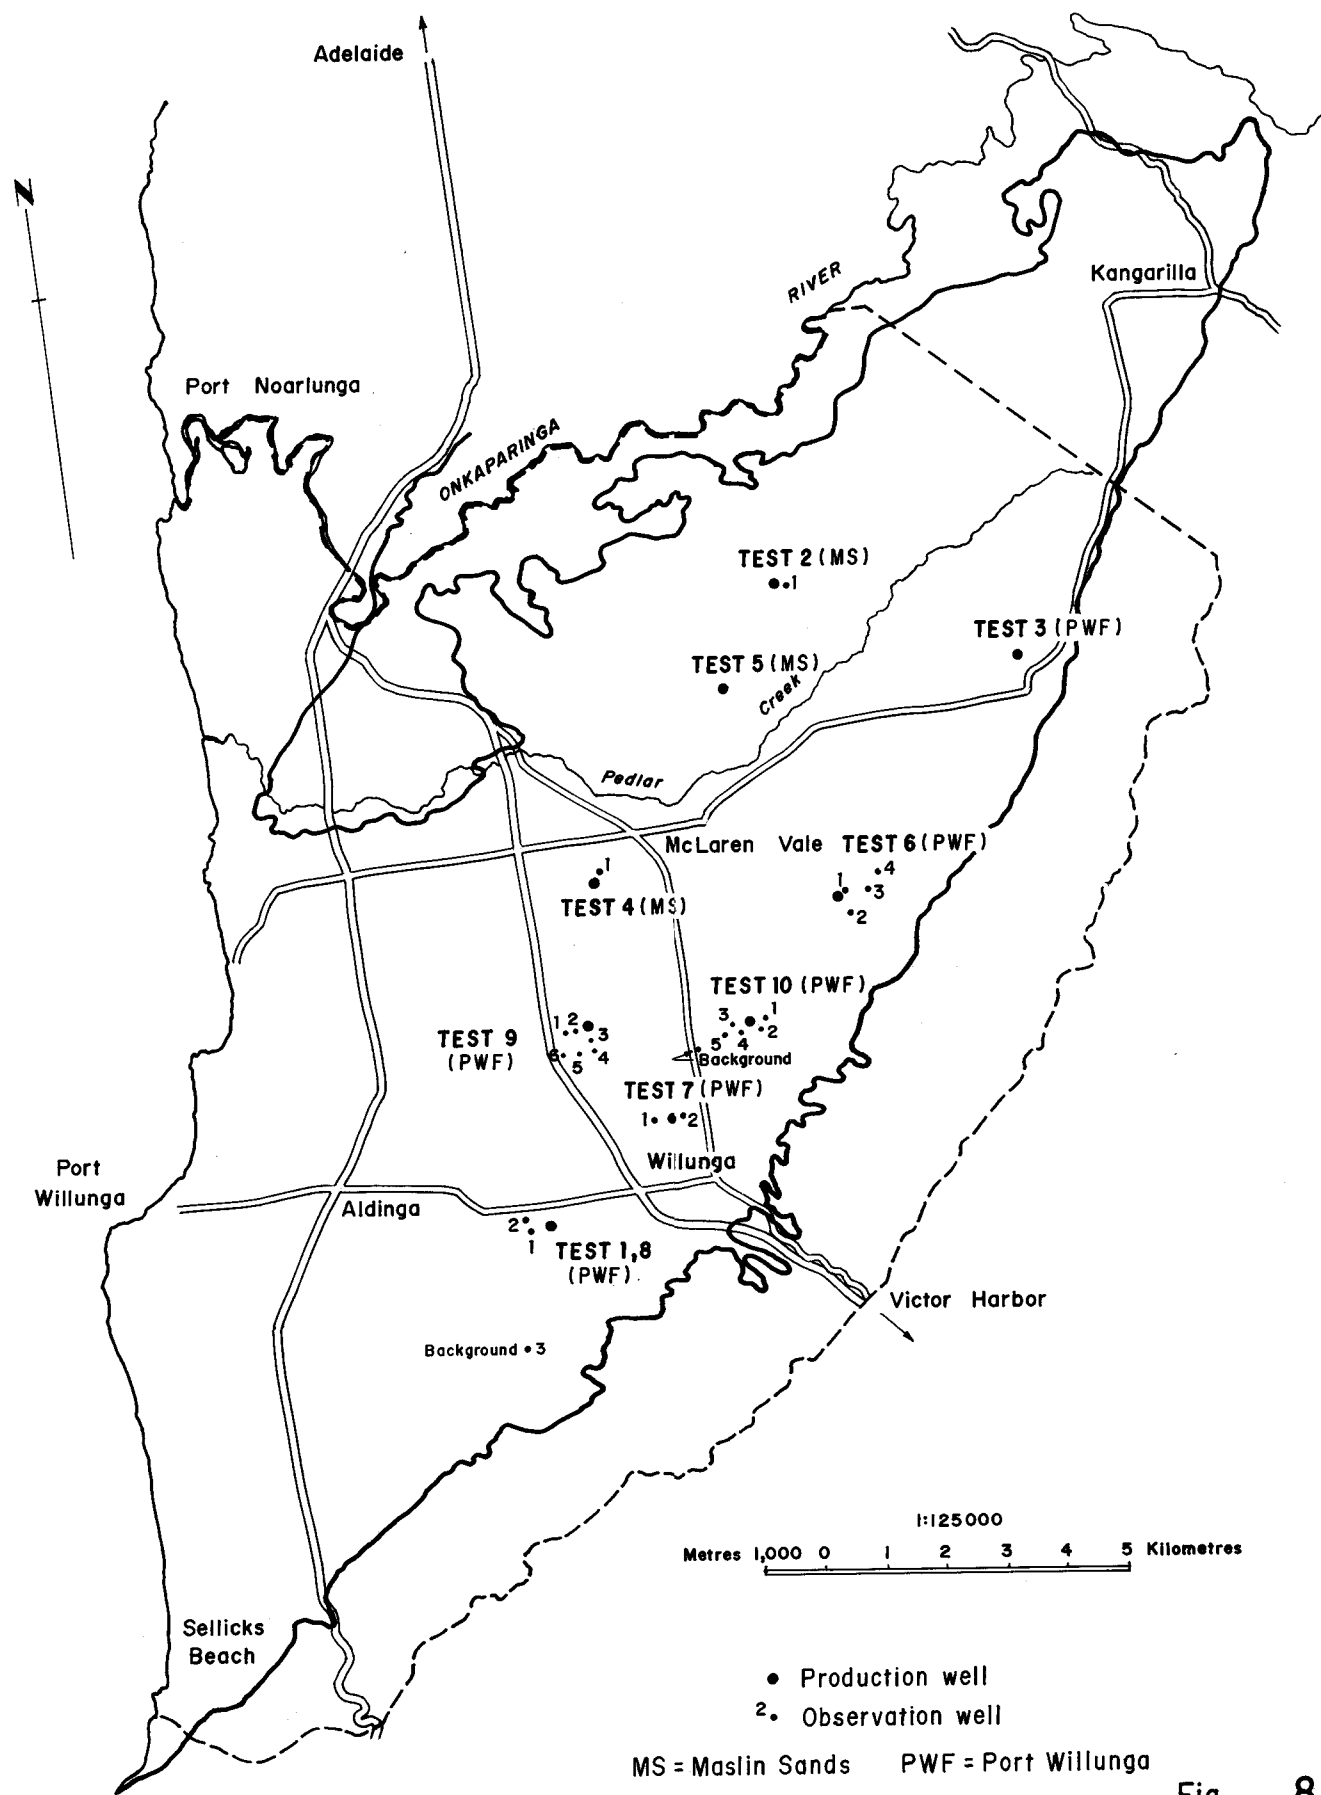 Adelaide
N
Kangarilla
RIVER
Port Noarlunga
ONKAPARINGA
TEST 2 (MS)
1
TEST 3 (PWF)
TEST 5 (MS)
Creek
Pedlar
McLaren Vale TEST 6 (PWF)
1
4
1
3
2
TEST 4 (MS)
TEST 10 (PWF)
1 2
3
1
2
TEST 9
(PWF)
3
4
5
6
5
4
Background
TEST 7 (PWF)
1
2
Willunga
Port
Willunga
Aldinga
2
1
TEST 1,8
(PWF)
Victor Harbor
Background 3
1:125000
Metres 1,000 0 1 2 3 4 5 Kilometres
Sellicks
Beach
Production well
2 Observation well
MS = Maslin Sands PWF = Port Willunga
Fig. 8